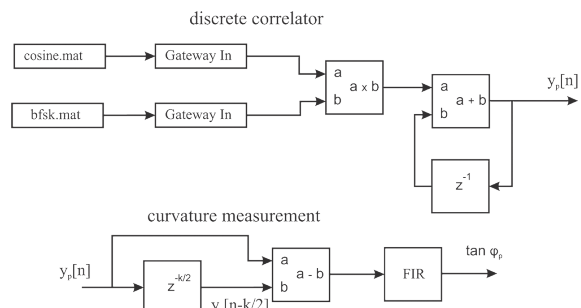 discrete correlator
cosine.mat
Gateway In
a
b
a x b
bfsk.mat
Gateway In
a
b
a + b
yₚ[n]
z⁻¹
curvature measurement
yₚ[n]
z⁻ᵏ/²
y [n-k/2]
a
b
a - b
FIR
tan φₚ